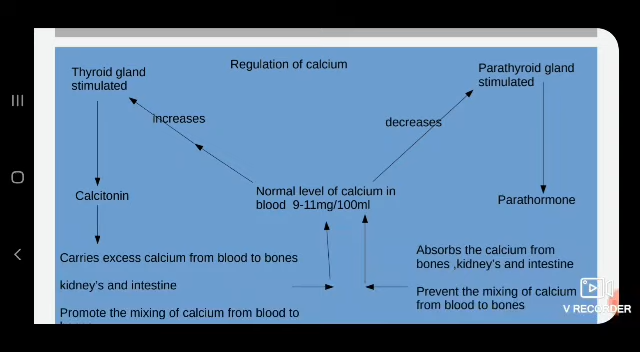 Regulation of calcium
Thyroid gland
stimulated
Parathyroid gland
stimulated
increases
decreases
Calcitonin
Normal level of calcium in
blood 9-11mg/100ml
Parathormone
Carries excess calcium from blood to bones
kidney's and intestine
Promote the mixing of calcium from blood to
Absorbs the calcium from
bones ,kidney's and intestine
Prevent the mixing of calcium
from blood to bones
V RECORDER